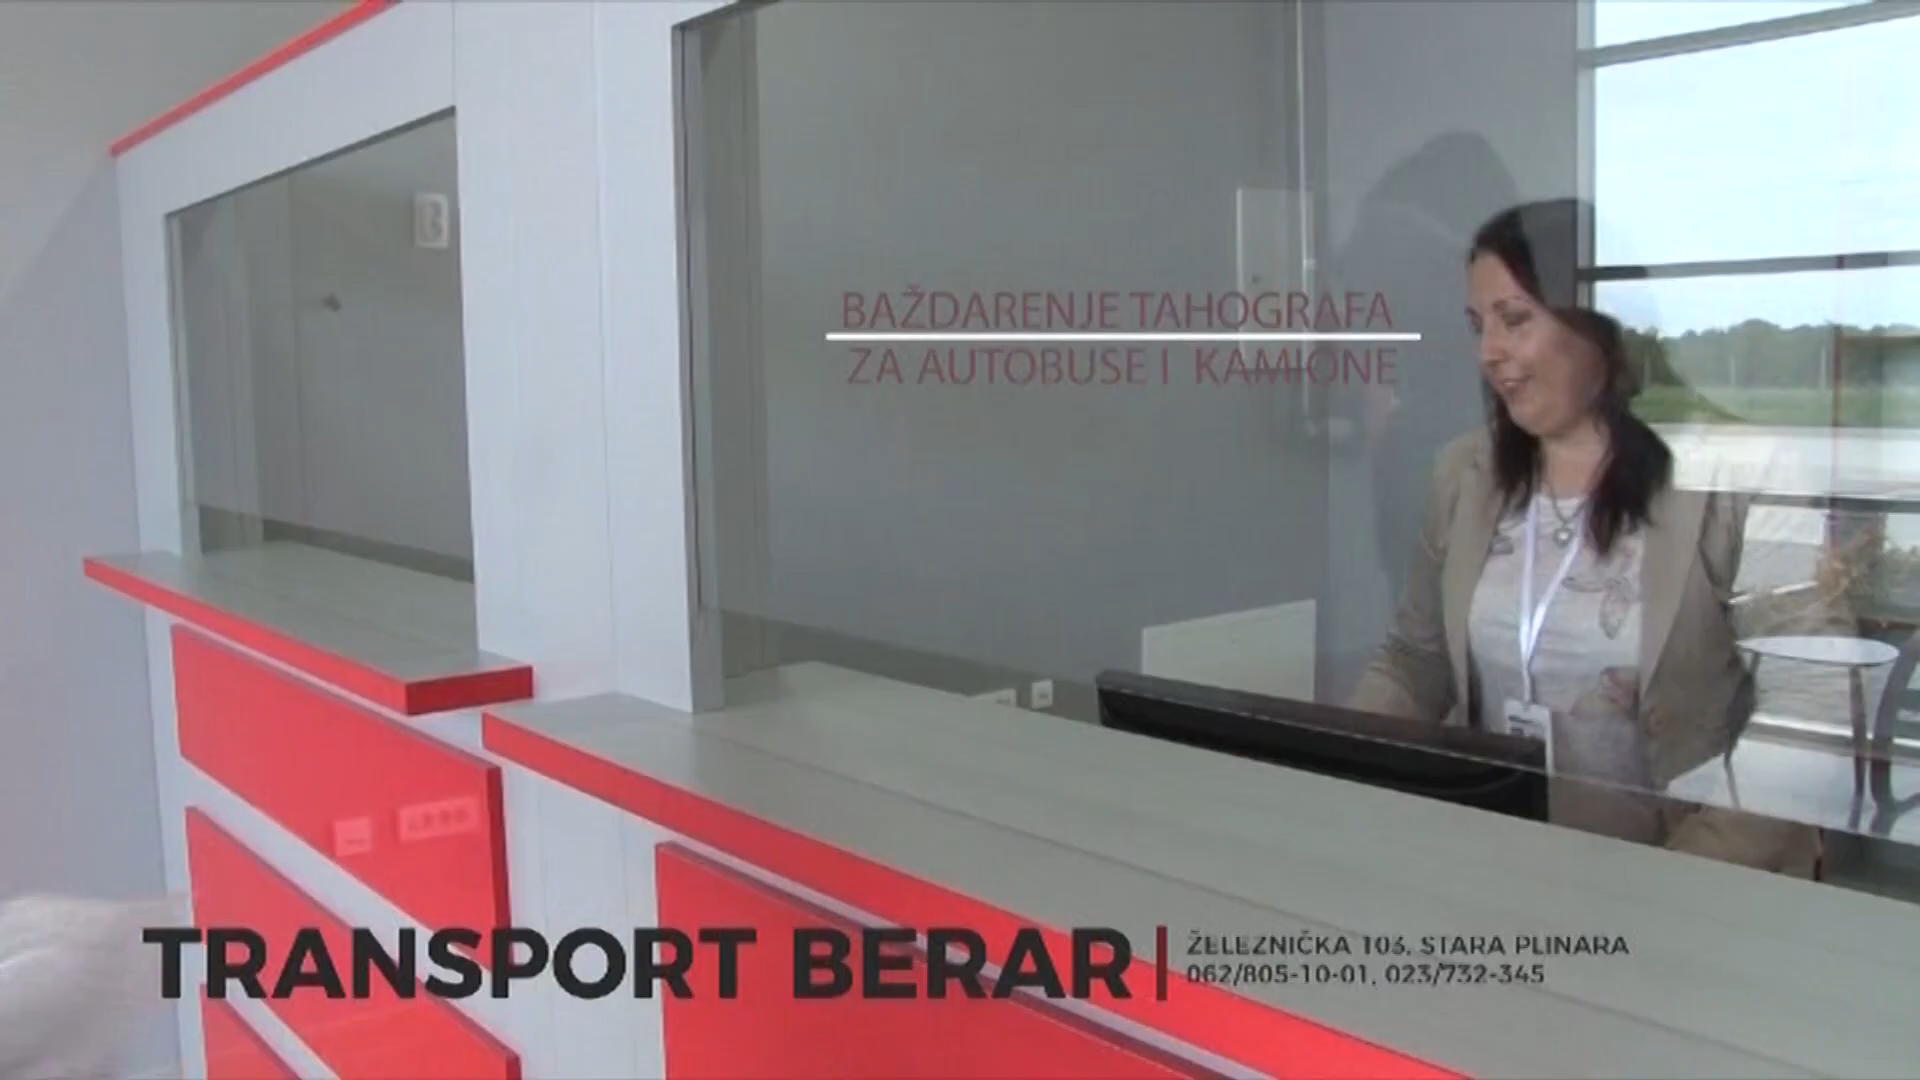 BAŽDARENJE TAHOGRAFA
ZA AUTOBUSE I KAMIONE
TRANSPORT BERAR
ŽELEZNIČKA 103, STARA PLINARA
062/805-10-01, 023/732-345